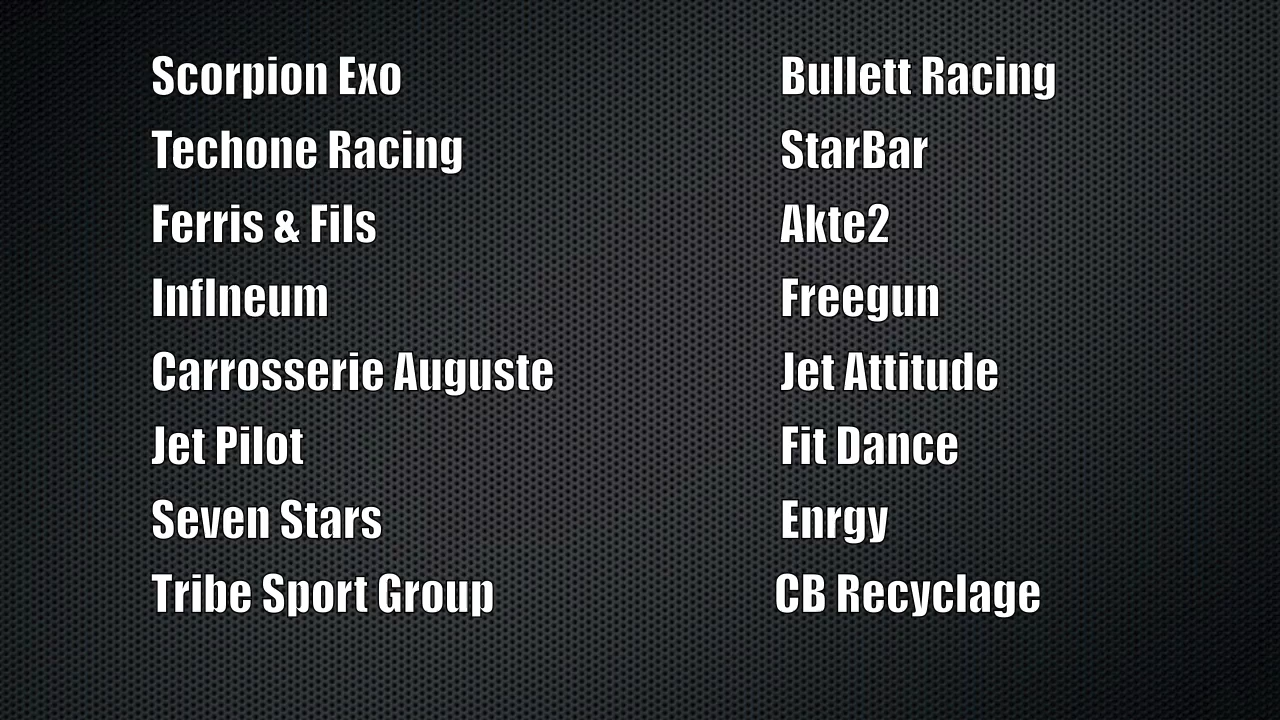 Scorpion Exo
Techone Racing
Ferris & Fils
InfIneum
Carrosserie Auguste
Jet Pilot
Seven Stars
Tribe Sport Group
Bullett Racing
StarBar
Akte2
Freegun
Jet Attitude
Fit Dance
Enrgy
CB Recyclage